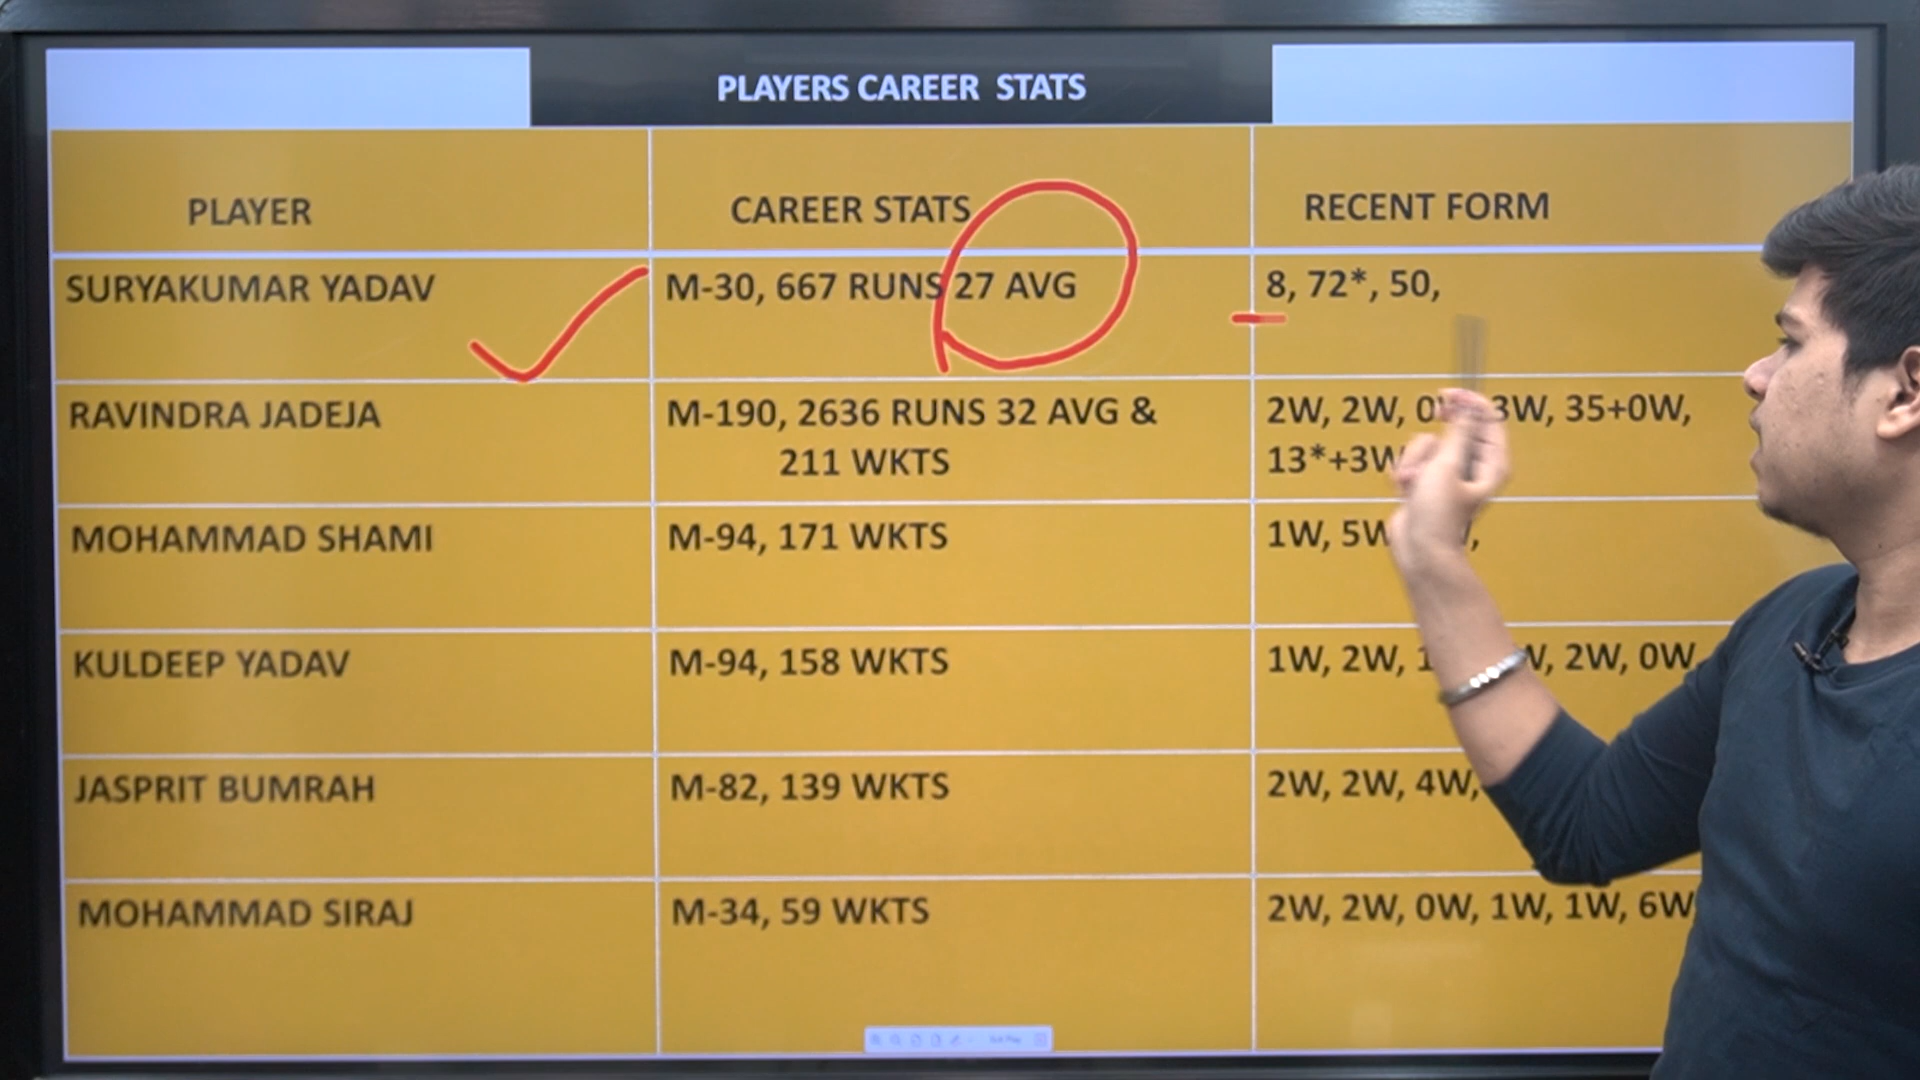 PLAYERS CAREER STATS
PLAYER CAREER STATS RECENT FORM
SURYAKUMAR YADAV M-30, 667 RUNS 27 AVG 8, 72*, 50,
RAVINDRA JADEJA M-190, 2636 RUNS 32 AVG & 2W, 2W, 35+0W,
211 WKTS 13*+3W
MOHAMMAD SHAMI M-94, 171 WKTS 1W, 5W
KULDEEP YADAV M-94, 158 WKTS 1W, 2W, 2W, 0W
JASPRIT BUMRAH M-82, 139 WKTS 2W, 2W, 4W,
MOHAMMAD SIRAJ M-34, 59 WKTS 2W, 2W, 0W, 1W, 1W, 6W